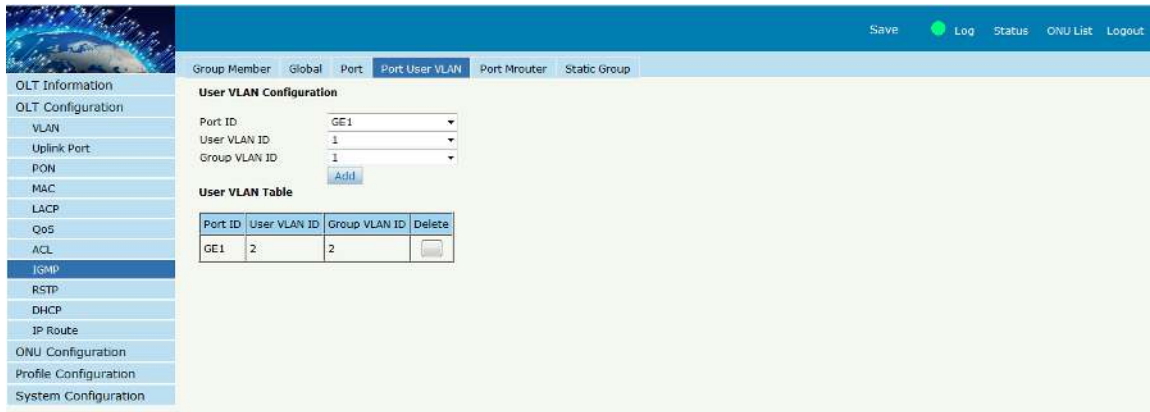 Save Log Status ONU List Logout
Group Member Global Port Port User VLAN Port Mrouter Static Group
OLT Information
OLT Configuration
VLAN
Uplink Port
PON
MAC
LACP
QoS
ACL
IGMP
RSTP
DHCP
IP Route
ONU Configuration
Profile Configuration
System Configuration
User VLAN Configuration
Port ID GE1
User VLAN ID 1
Group VLAN ID 1
Add
User VLAN Table
Port ID User VLAN ID Group VLAN ID Delete
GE1 2 2